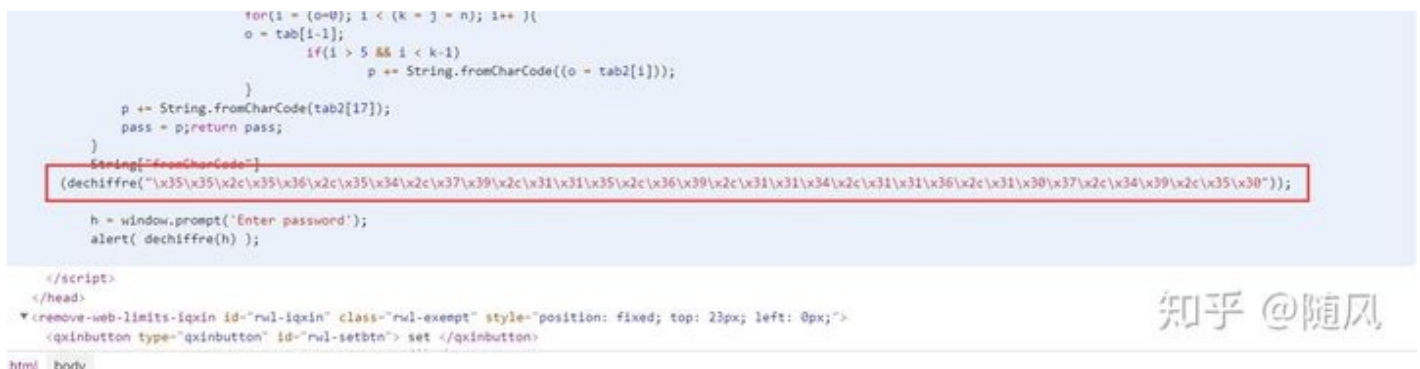 for(i = (o=0); i < (k = j = n); i++ ){
o = tab[i-l];
if(i > 5 && i < k-1)
p += String.fromCharCode((o = tab2[i]));
}
p += String.fromCharCode(tab2[17]);
pass = p;return pass;
}
String["fromCharCode"]
(dechiffre("\x35\x35\x2c\x35\x36\x2c\x35\x34\x2c\x37\x39\x2c\x31\x31\x35\x2c\x36\x39\x2c\x31\x31\x34\x2c\x31\x31\x36\x2c\x31\x30\x37\x2c\x34\x39\x2c\x35\x30"));
h = window.prompt('Enter password');
alert( dechiffre(h) );
</script>
</head>
▼<remove-web-limits-iqxin id="rwl-iqxin" class="rwl-exempt" style="position: fixed; top: 23px; left: 0px;">
<qxinbutton type="qxinbutton" id="rwl-setbtn"> set </qxinbutton>
html body
知乎 @随风